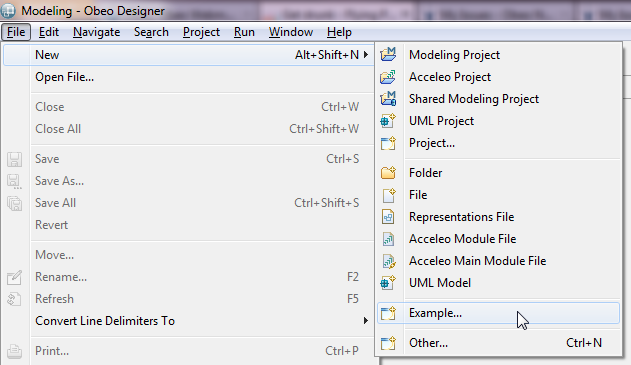 Modeling - Obeo Designer
File Edit Navigate Search Project Run Window Help
New Alt+Shift+N
Open File...
Close Ctrl+W
Close All Ctrl+Shift+W
Save Ctrl+S
Save As...
Save All Ctrl+Shift+S
Revert
Move...
Rename... F2
Refresh F5
Convert Line Delimiters To
Print... Ctrl+P
Modeling Project
Acceleo Project
Shared Modeling Project
UML Project
Project...
Folder
File
Representations File
Acceleo Module File
Acceleo Main Module File
UML Model
Example...
Other... Ctrl+N